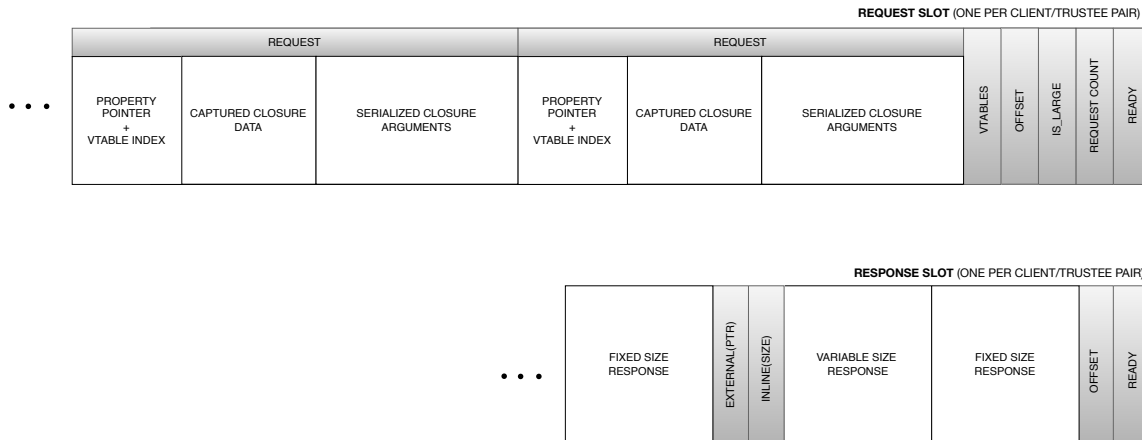 REQUEST SLOT (ONE PER CLIENT/TRUSTEE PAIR)
REQUEST
REQUEST
• • •
PROPERTY
POINTER
+
VTABLE INDEX
CAPTURED CLOSURE
DATA
SERIALIZED CLOSURE
ARGUMENTS
PROPERTY
POINTER
+
VTABLE INDEX
CAPTURED CLOSURE
DATA
SERIALIZED CLOSURE
ARGUMENTS
VTABLES
OFFSET
IS_LARGE
REQUEST COUNT
READY
RESPONSE SLOT (ONE PER CLIENT/TRUSTEE PAIR)
• • •
FIXED SIZE
RESPONSE
EXTERNAL(PTR)
INLINE(SIZE)
VARIABLE SIZE
RESPONSE
FIXED SIZE
RESPONSE
OFFSET
READY